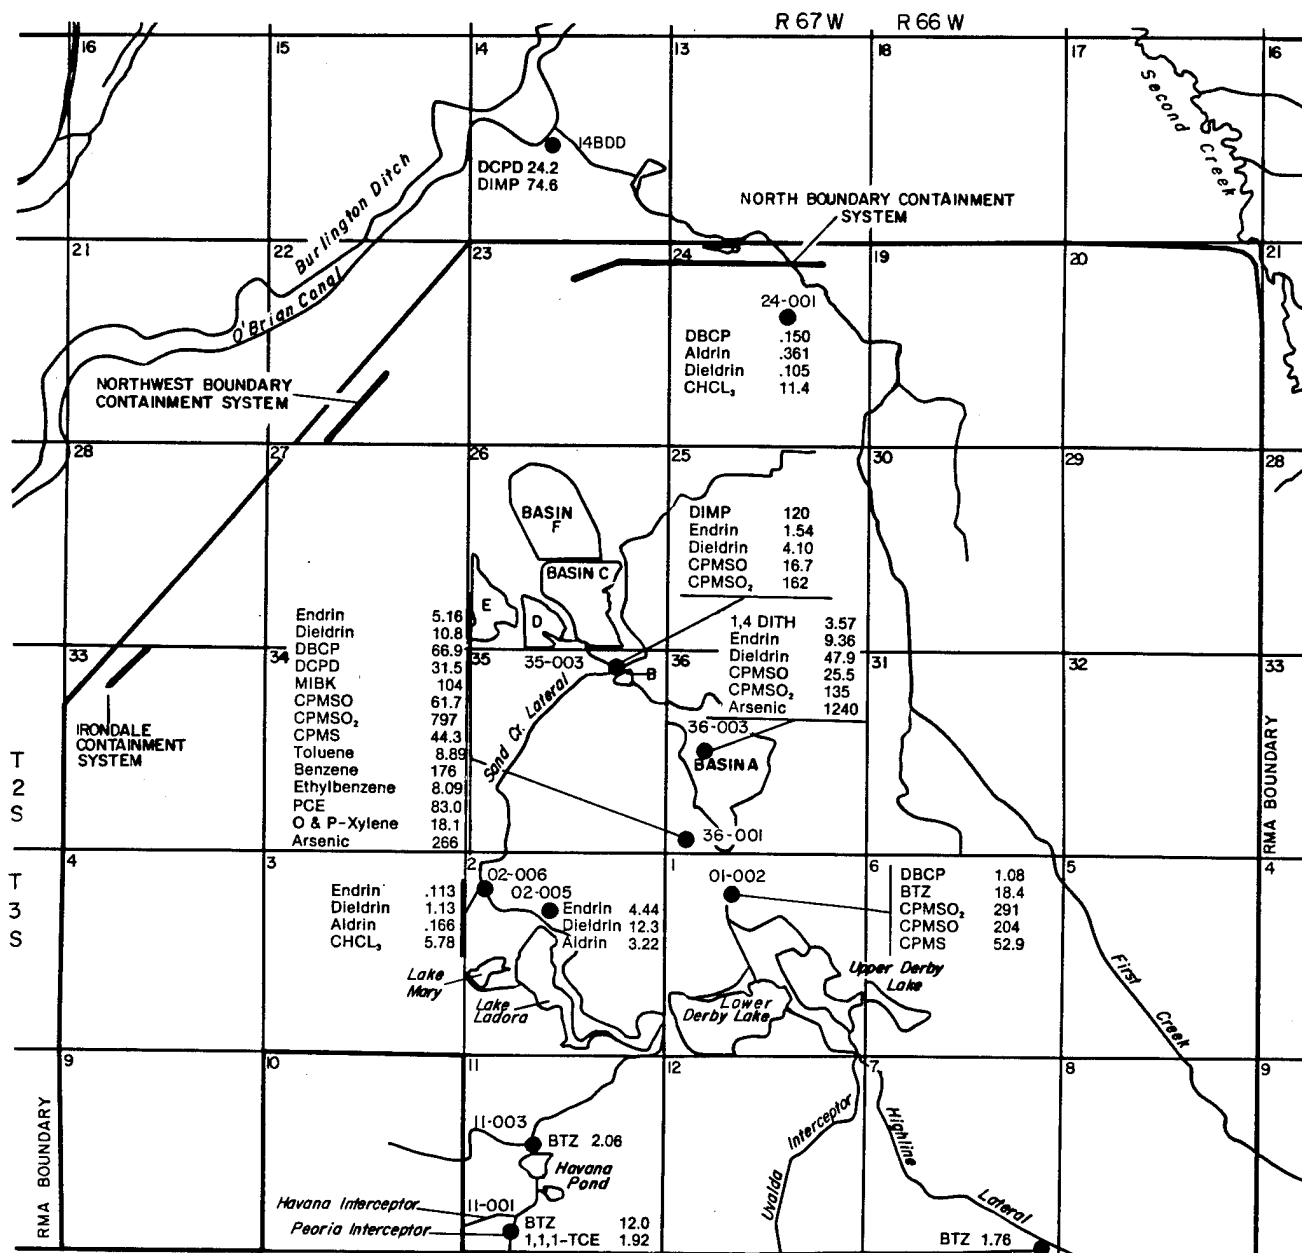 R 67 W R 66 W
16 15 14 13 18 17 16
Second Creek
14BDD
DCPD 24.2
DIMP 74.6
Burlington Ditch
O'Brian Canal
NORTH BOUNDARY CONTAINMENT
SYSTEM
21 22 23 24 19 20 21
24-001
DBCP .150
Aldrin .361
Dieldrin .105
CHCL₃ 11.4
NORTHWEST BOUNDARY
CONTAINMENT SYSTEM
28 27 26 25 30 29 28
BASIN
F
BASIN C
E
D
DIMP 120
Endrin 1.54
Dieldrin 4.10
CPMSO 16.7
CPMSO₂ 162
Endrin 5.16
Dieldrin 10.8
DBCP 66.9
DCPD 31.5
MIBK 104
CPMSO 61.7
CPMSO₂ 797
CPMS 44.3
Toluene 8.89
Benzene 176
Ethylbenzene 8.09
PCE 83.0
O & P-Xylene 18.1
Arsenic 266
1,4 DITH 3.57
Endrin 9.36
Dieldrin 47.9
CPMSO 25.5
CPMSO₂ 135
Arsenic 1240
33 34 35 36 31 32 33
35-003
B
Sand Cr. Lateral
IRONDALE
CONTAINMENT
SYSTEM
36-003
BASIN A
36-001
RMA BOUNDARY
T
2
S
4 3 2 1 6 5 4
T
3
S
02-006
02-005
01-002
Endrin .113
Dieldrin 1.13
Aldrin .166
CHCL₃ 5.78
Endrin 4.44
Dieldrin 12.3
Aldrin 3.22
DBCP 1.08
BTZ 18.4
CPMSO₂ 291
CPMSO 204
CPMS 52.9
Lake
Mary
Lake
Ladora
Lower
Derby Lake
Upper Derby
Lake
First Creek
9 10 11 12 7 8 9
RMA BOUNDARY
11-003
BTZ 2.06
Havana
Pond
Havana Interceptor
11-001
Peoria Interceptor
BTZ 12.0
1,1,1-TCE 1.92
Uvalda Interceptor
Highline Lateral
BTZ 1.76